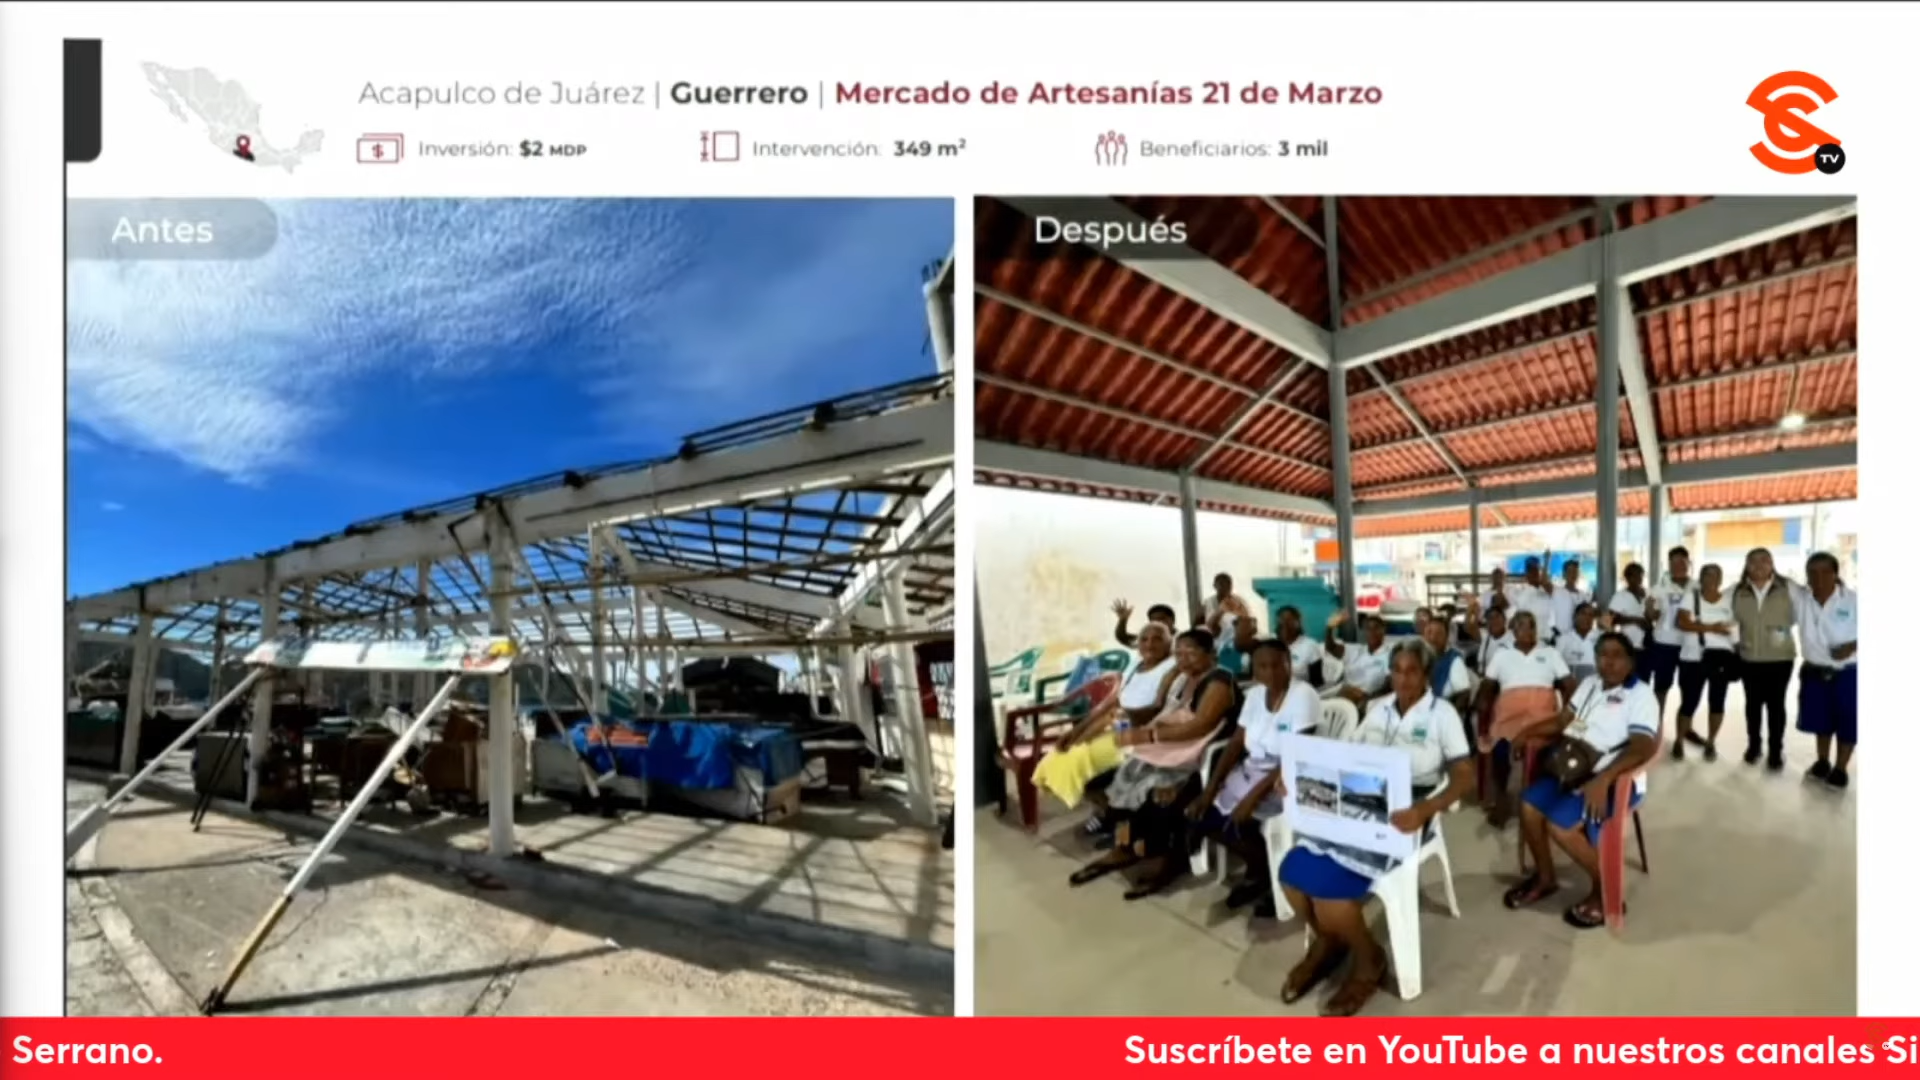 Acapulco de Juárez | Guerrero | Mercado de Artesanías 21 de Marzo
Inversión: $2 MDP
Intervención: 349 m²
Beneficiarios: 3 mil
TV
Antes
Después
Serrano.
Suscríbete en YouTube a nuestros canales Si